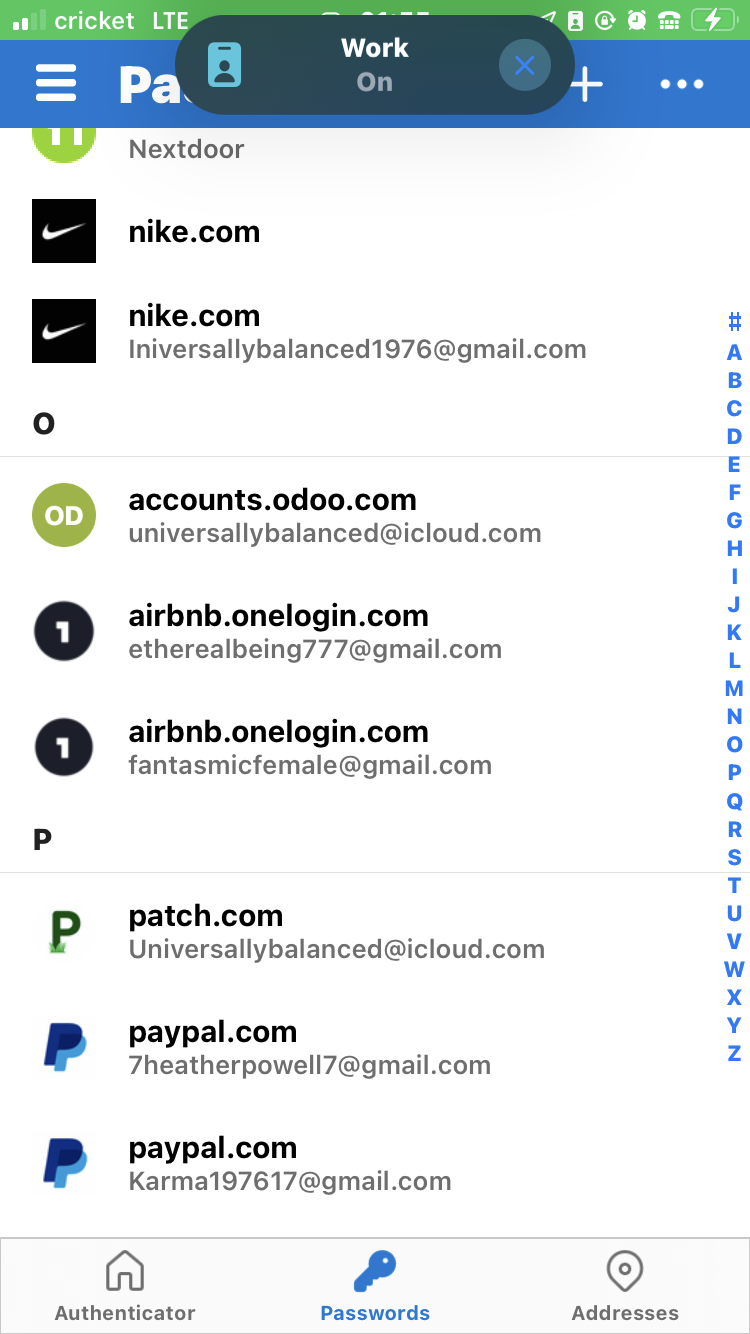 cricket LTE
Work
On
Pa
Nextdoor
nike.com
nike.com
Iniversallybalanced1976@gmail.com
O
OD
accounts.odoo.com
universallybalanced@icloud.com
1
airbnb.onelogin.com
etherealbeing777@gmail.com
1
airbnb.onelogin.com
fantasmicfemale@gmail.com
P
P
patch.com
Universallybalanced@icloud.com
paypal.com
7heatherpowell7@gmail.com
paypal.com
Karma197617@gmail.com
#
A
B
C
D
E
F
G
H
I
J
K
L
M
N
O
P
Q
R
S
T
U
V
W
X
Y
Z
Authenticator
Passwords
Addresses